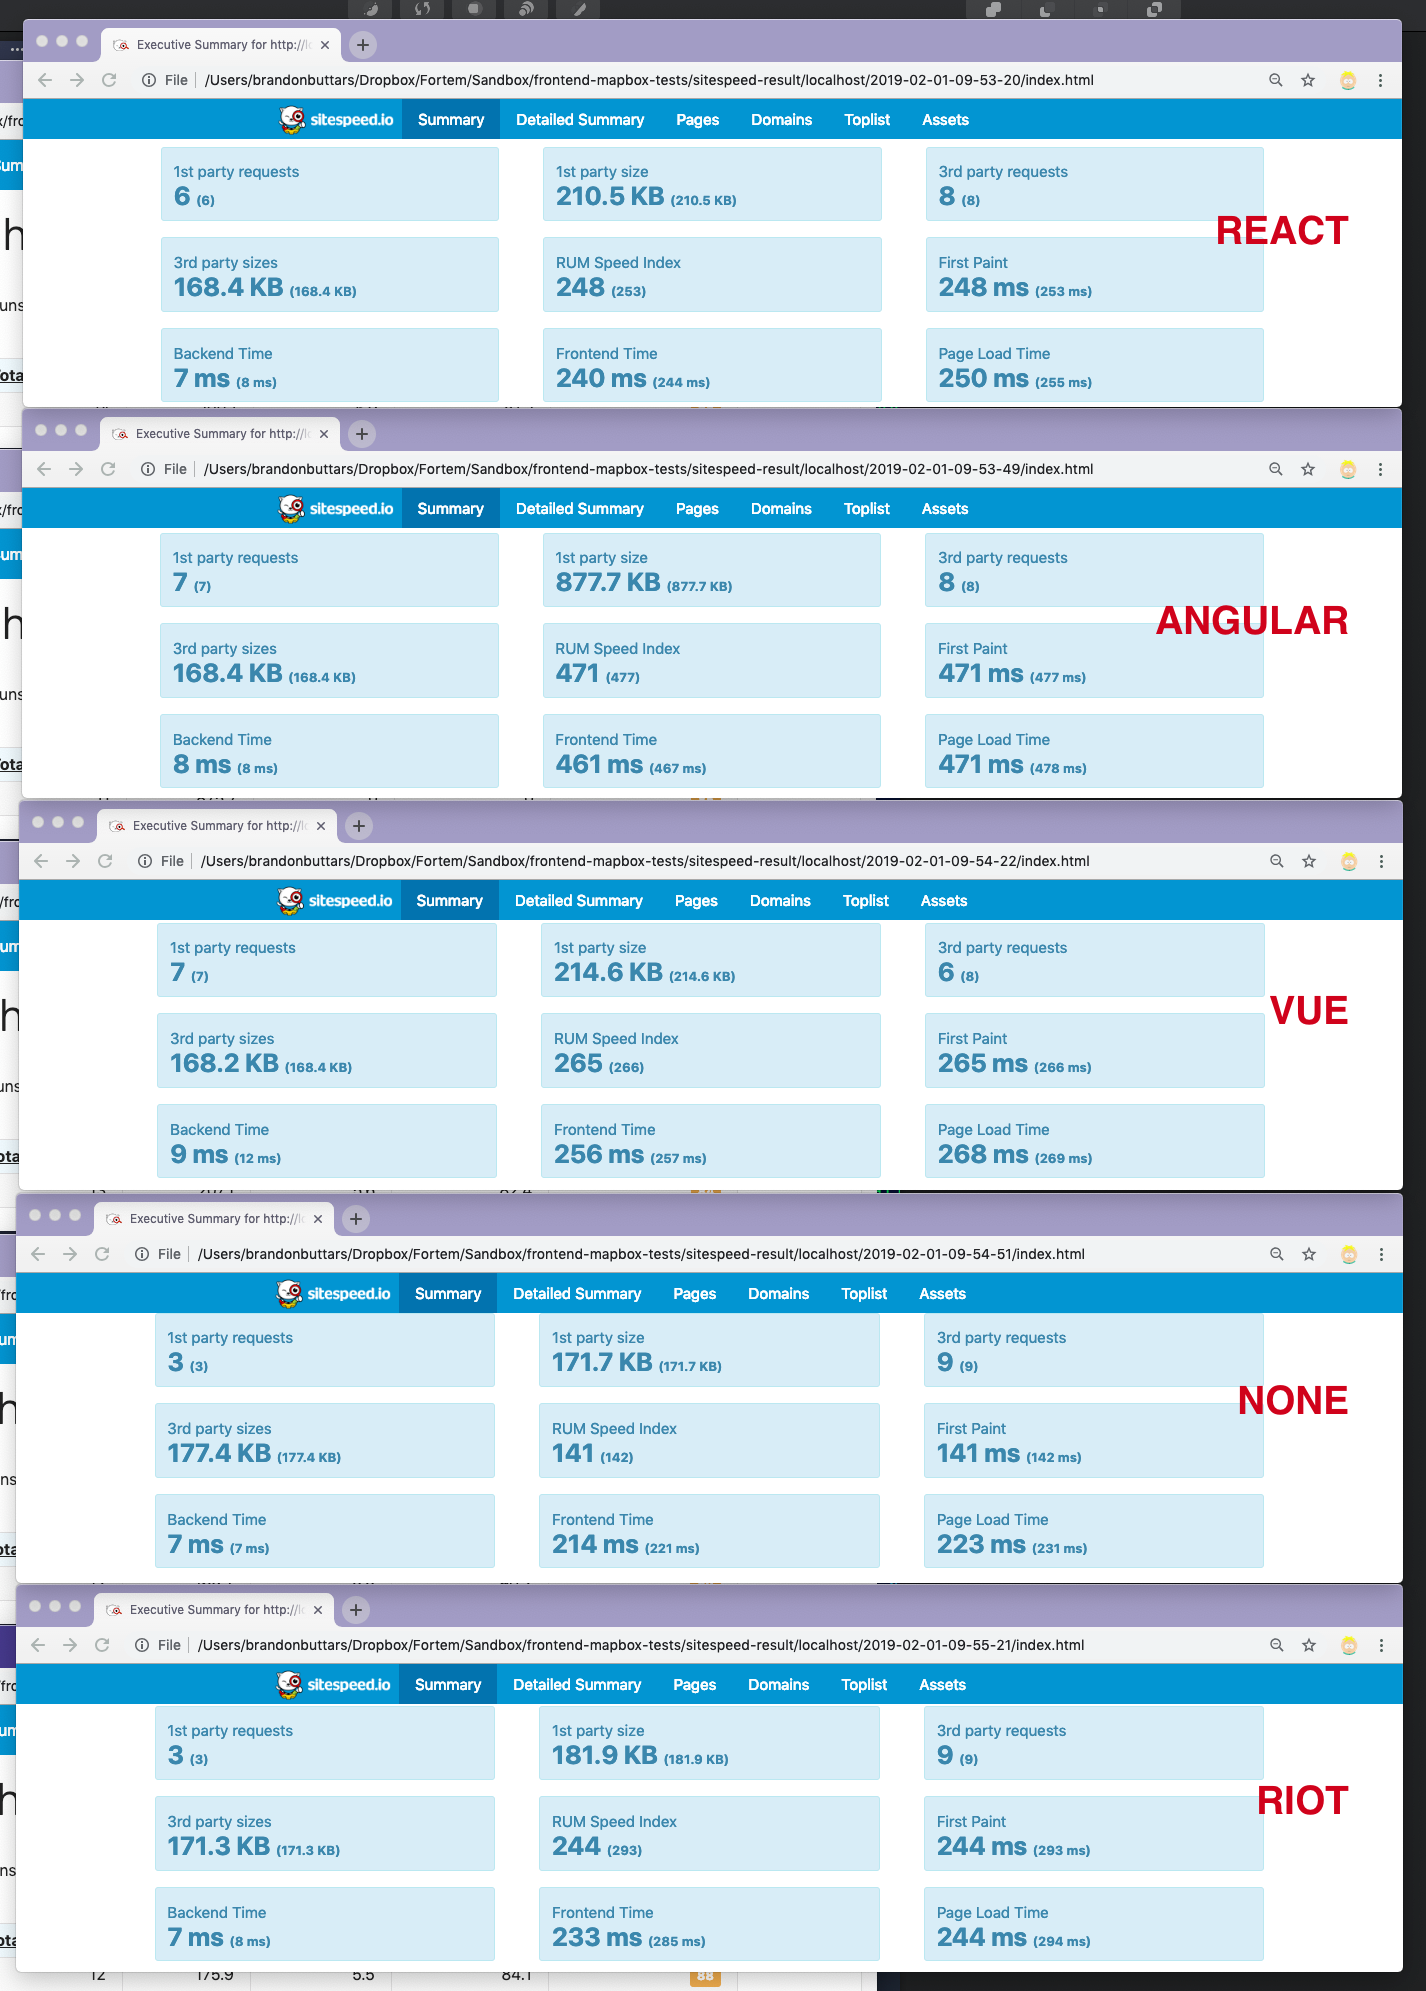 Executive Summary for http://lo
File /Users/brandonbuttars/Dropbox/Fortem/Sandbox/frontend-mapbox-tests/sitespeed-result/localhost/2019-02-01-09-53-20/index.html
sitespeed.io Summary Detailed Summary Pages Domains Toplist Assets
1st party requests 1st party size 3rd party requests
6 (6) 210.5 KB (210.5 KB) 8 (8)
REACT
3rd party sizes RUM Speed Index First Paint
168.4 KB (168.4 KB) 248 (253) 248 ms (253 ms)
Backend Time Frontend Time Page Load Time
7 ms (8 ms) 240 ms (244 ms) 250 ms (255 ms)
Executive Summary for http://lo
File /Users/brandonbuttars/Dropbox/Fortem/Sandbox/frontend-mapbox-tests/sitespeed-result/localhost/2019-02-01-09-53-49/index.html
sitespeed.io Summary Detailed Summary Pages Domains Toplist Assets
1st party requests 1st party size 3rd party requests
7 (7) 877.7 KB (877.7 KB) 8 (8)
ANGULAR
3rd party sizes RUM Speed Index First Paint
168.4 KB (168.4 KB) 471 (477) 471 ms (477 ms)
Backend Time Frontend Time Page Load Time
8 ms (8 ms) 461 ms (467 ms) 471 ms (478 ms)
Executive Summary for http://lo
File /Users/brandonbuttars/Dropbox/Fortem/Sandbox/frontend-mapbox-tests/sitespeed-result/localhost/2019-02-01-09-54-22/index.html
sitespeed.io Summary Detailed Summary Pages Domains Toplist Assets
1st party requests 1st party size 3rd party requests
7 (7) 214.6 KB (214.6 KB) 6 (8)
VUE
3rd party sizes RUM Speed Index First Paint
168.2 KB (168.4 KB) 265 (266) 265 ms (266 ms)
Backend Time Frontend Time Page Load Time
9 ms (12 ms) 256 ms (257 ms) 268 ms (269 ms)
Executive Summary for http://lo
File /Users/brandonbuttars/Dropbox/Fortem/Sandbox/frontend-mapbox-tests/sitespeed-result/localhost/2019-02-01-09-54-51/index.html
sitespeed.io Summary Detailed Summary Pages Domains Toplist Assets
1st party requests 1st party size 3rd party requests
3 (3) 171.7 KB (171.7 KB) 9 (9)
NONE
3rd party sizes RUM Speed Index First Paint
177.4 KB (177.4 KB) 141 (142) 141 ms (142 ms)
Backend Time Frontend Time Page Load Time
7 ms (7 ms) 214 ms (221 ms) 223 ms (231 ms)
Executive Summary for http://lo
File /Users/brandonbuttars/Dropbox/Fortem/Sandbox/frontend-mapbox-tests/sitespeed-result/localhost/2019-02-01-09-55-21/index.html
sitespeed.io Summary Detailed Summary Pages Domains Toplist Assets
1st party requests 1st party size 3rd party requests
3 (3) 181.9 KB (181.9 KB) 9 (9)
RIOT
3rd party sizes RUM Speed Index First Paint
171.3 KB (171.3 KB) 244 (293) 244 ms (293 ms)
Backend Time Frontend Time Page Load Time
7 ms (8 ms) 233 ms (285 ms) 244 ms (294 ms)
12 175.9 5.5 84.1 88